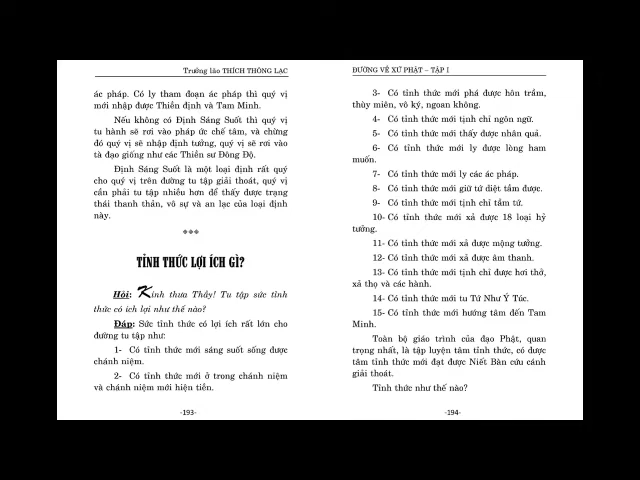 Trưởng lão THÍCH THÔNG LẠC
ác pháp. Có ly tham đoạn ác pháp thì quý vị
mới nhập được Thiền định và Tam Minh.
Nếu không có Định Sáng Suốt thì quý vị
tu hành sẽ rơi vào pháp ức chế tâm, và chừng
đó quý vị sẽ nhập định tưởng, quý vị sẽ rơi vào
tà đạo giống như các Thiền sư Đông Độ.
Định Sáng Suốt là một loại định rất quý
cho quý vị trên đường tu tập giải thoát, quý vị
cần phải tu tập nhiều hơn để thấy được trạng
thái thanh thản, vô sự và an lạc của loại định
này.
***
TỈNH THỨC LỢI ÍCH GÌ?
Hỏi: Kính thưa Thầy! Tu tập sức tỉnh
thức có ích lợi như thế nào?
Đáp: Sức tỉnh thức có lợi ích rất lớn cho
đường tu tập như:
1- Có tỉnh thức mới sáng suốt sống được
chánh niệm.
2- Có tỉnh thức mới ở trong chánh niệm
và chánh niệm mới hiện tiền.
-193-
ĐƯỜNG VỀ XỨ PHẬT – TẬP I
3- Có tỉnh thức mới phá được hôn trầm,
thùy miên, vô ký, ngoan không.
4- Có tỉnh thức mới tịnh chỉ ngôn ngữ.
5- Có tỉnh thức mới thấy được nhân quả.
6- Có tỉnh thức mới ly được lòng ham
muốn.
7- Có tỉnh thức mới ly các ác pháp.
8- Có tỉnh thức mới giữ tứ diệt tầm được.
9- Có tỉnh thức mới tịnh chỉ tầm tứ.
10- Có tỉnh thức mới xả được 18 loại hỷ
tưởng.
11- Có tỉnh thức mới xả được mộng tưởng.
12- Có tỉnh thức mới xả được âm thanh.
13- Có tỉnh thức mới tịnh chỉ được hơi thở,
xả thọ và các hành.
14- Có tỉnh thức mới tu Tứ Như Ý Túc.
15- Có tỉnh thức mới hướng tâm đến Tam
Minh.
Toàn bộ giáo trình của đạo Phật, quan
trọng nhất, là tập luyện tâm tỉnh thức, có được
tâm tỉnh thức mới đạt được Niết Bàn cứu cánh
giải thoát.
Tỉnh thức như thế nào?
-194-